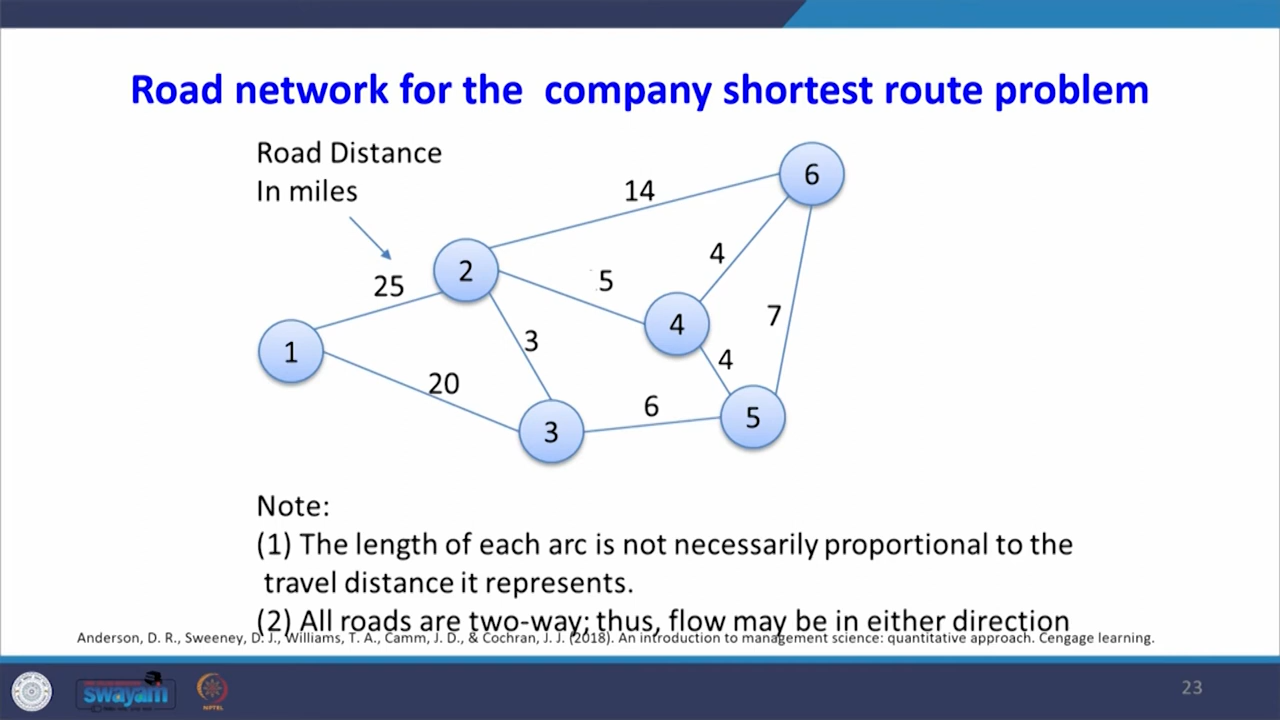 Road network for the company shortest route problem
Road Distance
In miles
6
14
2
4
5
25
7
4
3
4
1
20
6
5
3
Note:
(1) The length of each arc is not necessarily proportional to the
travel distance it represents.
(2) All roads are two-way; thus, flow may be in either direction
Anderson, D. R., Sweeney, D. J., Williams, T. A., Camm, J. D., & Cochran, J. J. (2018). An introduction to management science: quantitative approach. Cengage learning.
swayam
NPTEL
23